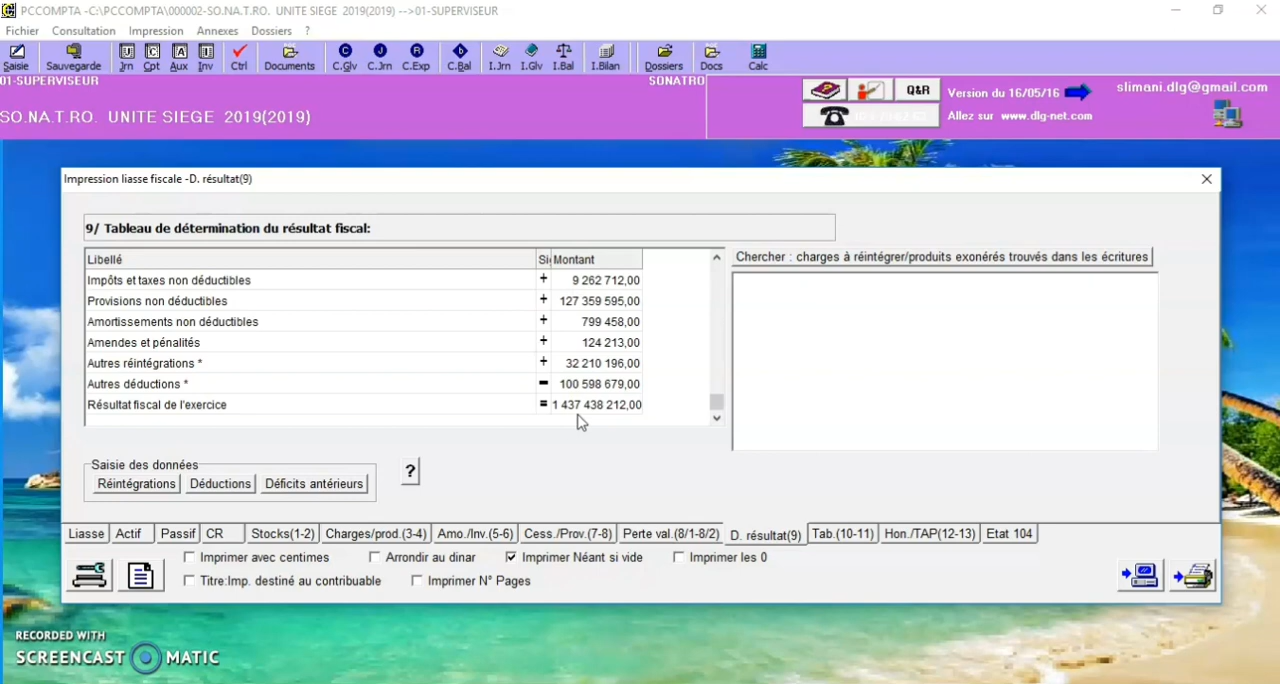 PCCOMPTA -C:\PCCOMPTA\000002-SO.NA.T.RO. UNITE SIEGE 2019(2019) -->01-SUPERVISEUR
Fichier Consultation Impression Annexes Dossiers ?
Saisie Sauvegarde Jrn Cpt Aux Inv Ctrl Documents C.Glv C.Jrn C.Exp C.Bal I.Jrn I.Glv I.Bal I.Bilan Dossiers Docs Calc
01-SUPERVISEUR SONATRO
Q&R Version du 16/05/16 slimani.dlg@gmail.com
SO.NA.T.RO. UNITE SIEGE 2019(2019)
Allez sur www.dlg-net.com
Impression liasse fiscale -D. résultat(9)
9/ Tableau de détermination du résultat fiscal:
Libellé Si Montant
Chercher : charges à réintégrer/produits exonérés trouvés dans les écritures
Impôts et taxes non déductibles + 9 262 712,00
Provisions non déductibles + 127 359 595,00
Amortissements non déductibles + 799 458,00
Amendes et pénalités + 124 213,00
Autres réintégrations * + 32 210 196,00
Autres déductions * - 100 598 679,00
Résultat fiscal de l'exercice = 1 437 438 212,00
Saisie des données
Réintégrations Déductions Déficits antérieurs ?
Liasse Actif Passif CR Stocks(1-2) Charges/prod.(3-4) Amo./Inv.(5-6) Cess./Prov.(7-8) Perte val.(8/1-8/2) D. résultat(9) Tab.(10-11) Hon./TAP(12-13) Etat 104
Imprimer avec centimes Arrondir au dinar Imprimer Néant si vide Imprimer les 0
Titre:Imp. destiné au contribuable Imprimer N° Pages
RECORDED WITH
SCREENCAST MATIC